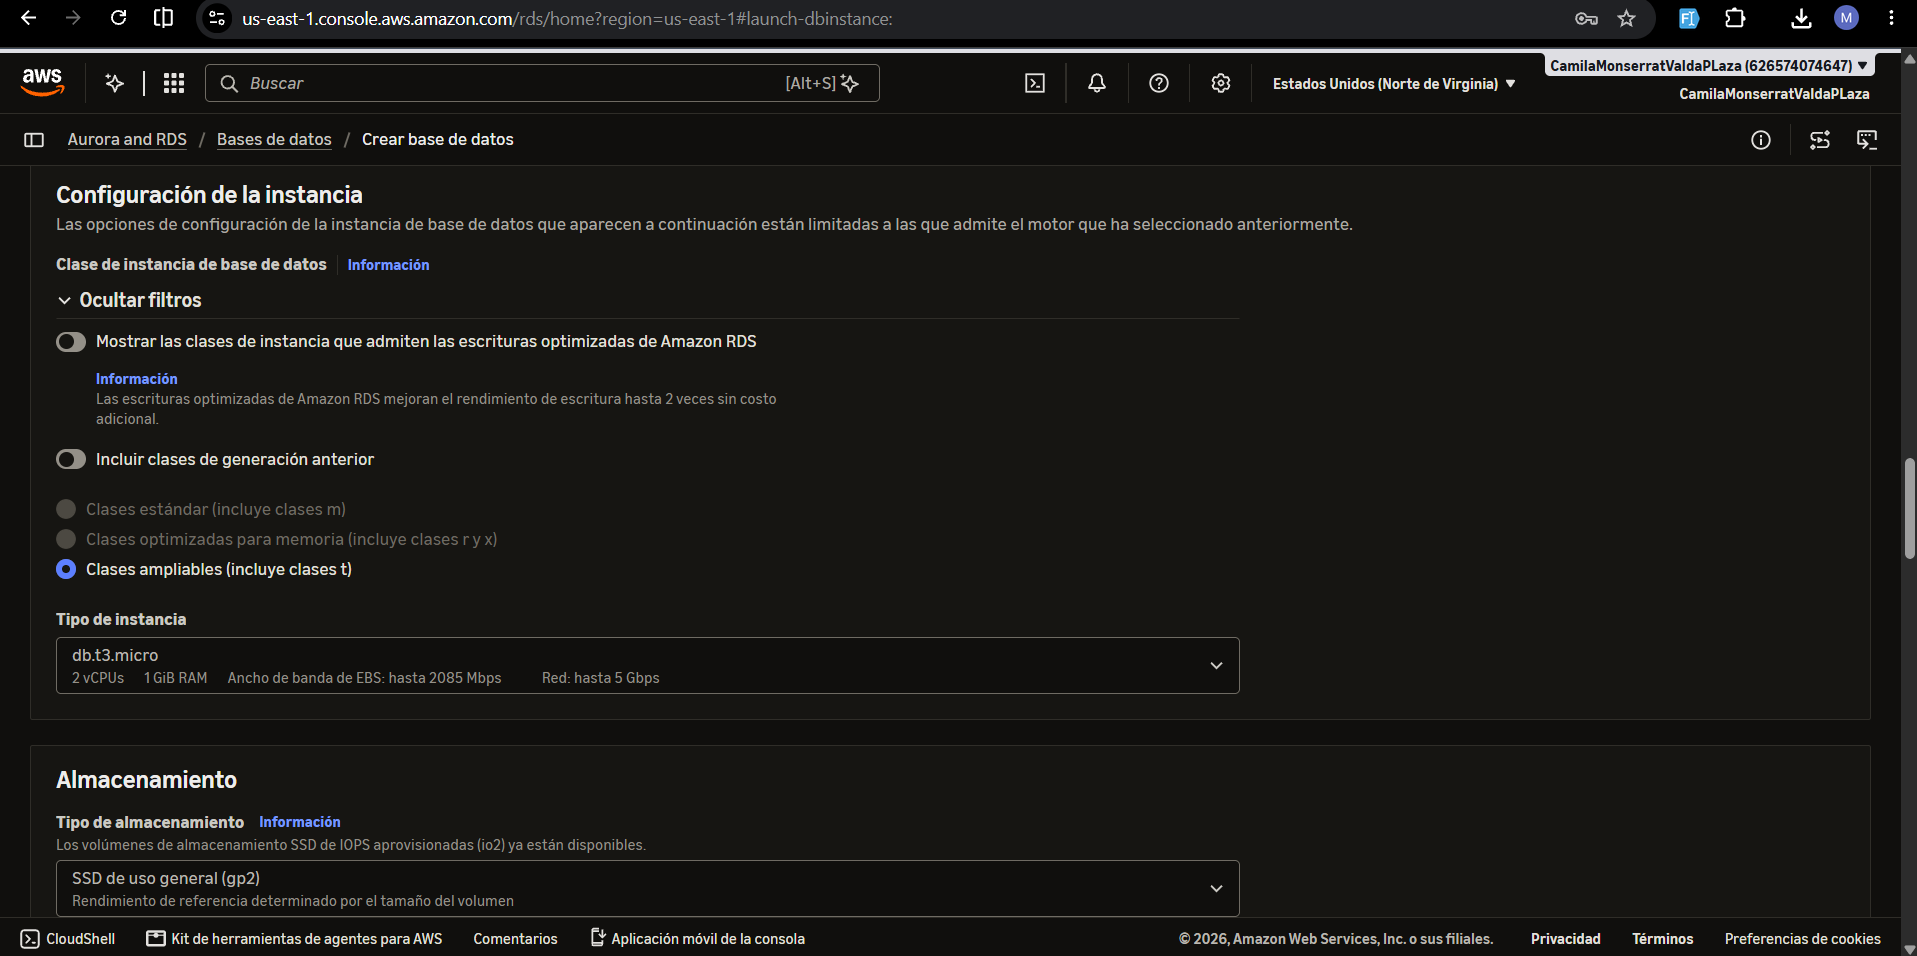 us-east-1.console.aws.amazon.com/rds/home?region=us-east-1#launch-dbinstance:
M
aws
Buscar
[Alt+S]
Estados Unidos (Norte de Virginia)
CamilaMonserratValdaPLaza (626574074647)
CamilaMonserratValdaPLaza
Aurora and RDS / Bases de datos / Crear base de datos
Configuración de la instancia
Las opciones de configuración de la instancia de base de datos que aparecen a continuación están limitadas a las que admite el motor que ha seleccionado anteriormente.
Clase de instancia de base de datos Información
Ocultar filtros
Mostrar las clases de instancia que admiten las escrituras optimizadas de Amazon RDS
Información
Las escrituras optimizadas de Amazon RDS mejoran el rendimiento de escritura hasta 2 veces sin costo
adicional.
Incluir clases de generación anterior
Clases estándar (incluye clases m)
Clases optimizadas para memoria (incluye clases r y x)
Clases ampliables (incluye clases t)
Tipo de instancia
db.t3.micro
2 vCPUs 1 GiB RAM Ancho de banda de EBS: hasta 2085 Mbps Red: hasta 5 Gbps
Almacenamiento
Tipo de almacenamiento Información
Los volúmenes de almacenamiento SSD de IOPS aprovisionadas (io2) ya están disponibles.
SSD de uso general (gp2)
Rendimiento de referencia determinado por el tamaño del volumen
CloudShell Kit de herramientas de agentes para AWS Comentarios Aplicación móvil de la consola © 2026, Amazon Web Services, Inc. o sus filiales. Privacidad Términos Preferencias de cookies